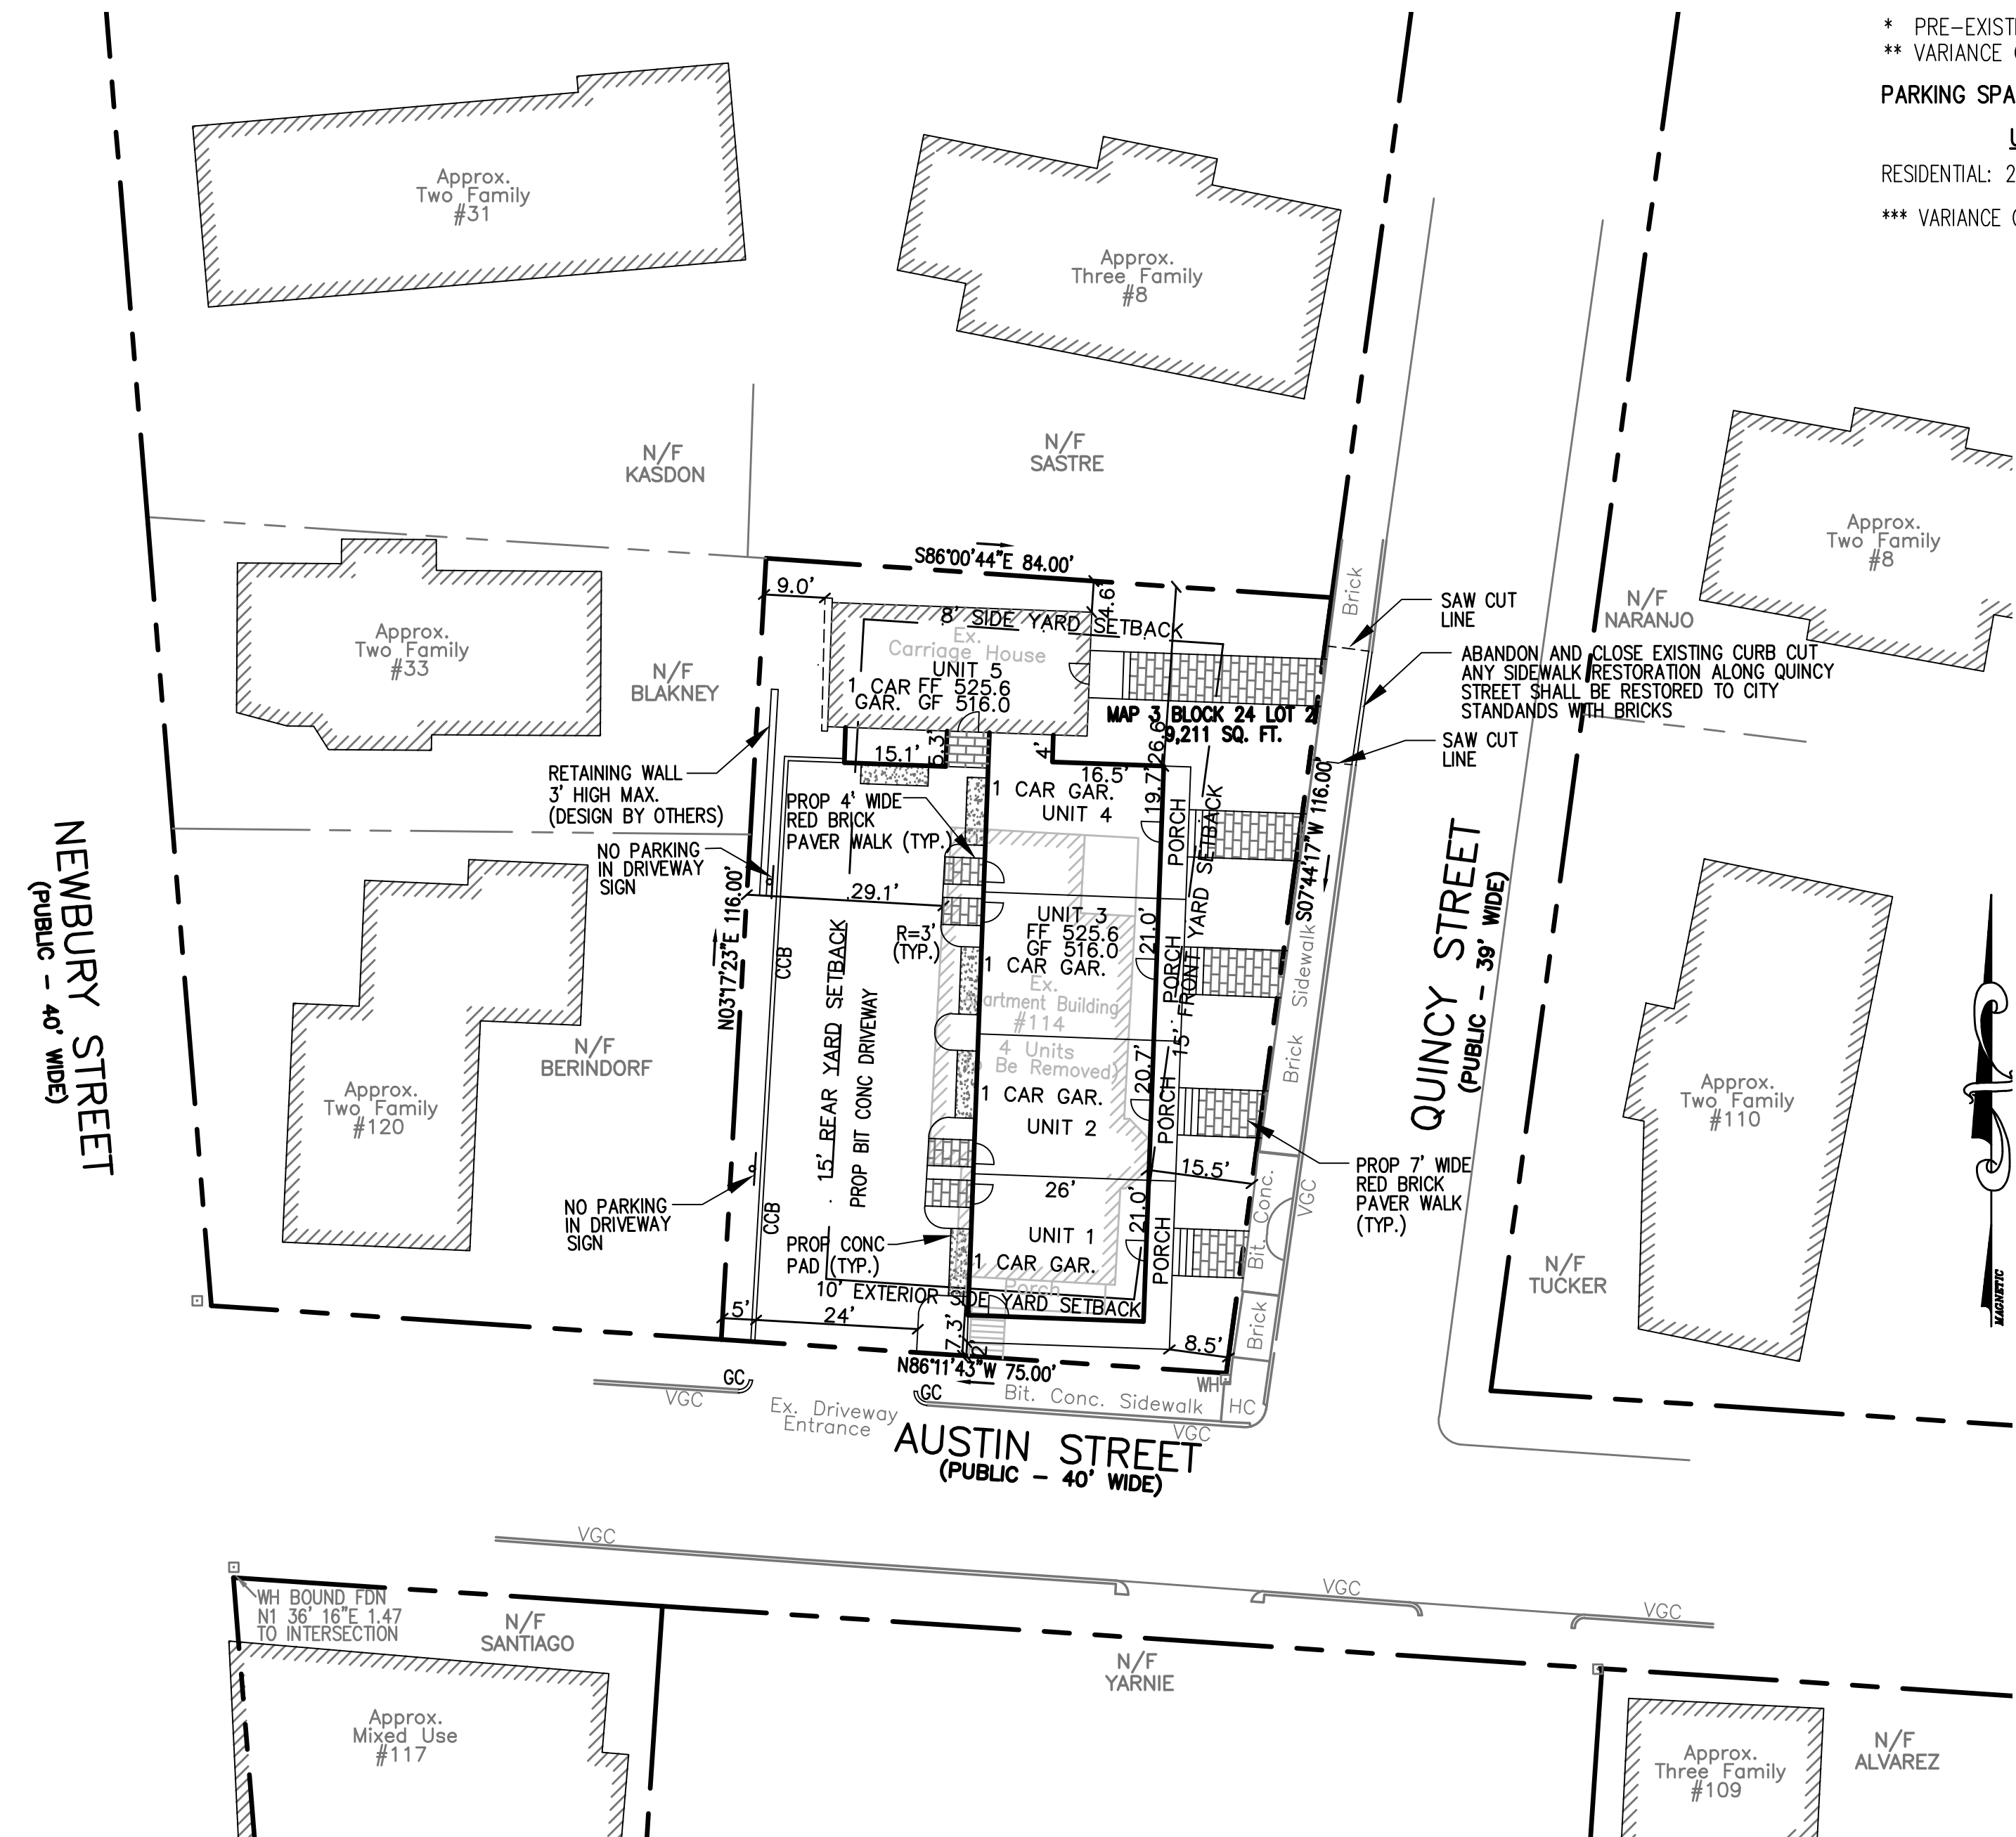 * PRE-EXIST
** VARIANCE
PARKING SPA
RESIDENTIAL: 2
*** VARIANCE
Approx.
Two Family
#31
Approx.
Three Family
#8
N/F
KASDON
N/F
SASTRE
Approx.
Two Family
#8
Approx.
Two Family
#33
N/F
BLAKNEY
S86°00'44"E 84.00'
9.0'
4.6'
8' SIDE YARD SETBACK
Ex.
Carriage House
UNIT 5
1 CAR FF 525.6
GAR. GF 516.0
Brick
SAW CUT
LINE
N/F
NARANJO
ABANDON AND CLOSE EXISTING CURB CUT
ANY SIDEWALK RESTORATION ALONG QUINCY
STREET SHALL BE RESTORED TO CITY
STANDANDS WITH BRICKS
SAW CUT
LINE
MAP 3 BLOCK 24 LOT 2
9,211 SQ. FT.
26.6'
15.1'
5.3'
4'
16.5'
19.7'
RETAINING WALL
3' HIGH MAX.
(DESIGN BY OTHERS)
PROP 4' WIDE
RED BRICK
PAVER WALK (TYP.)
1 CAR GAR.
UNIT 4
PORCH
NO PARKING
IN DRIVEWAY
SIGN
29.1'
R=3'
(TYP.)
UNIT 3
FF 525.6
GF 516.0
1 CAR GAR.
21.0'
PORCH
15' FRONT YARD SETBACK
S07°44'17"W 116.00'
N03°17'23"E 116.00'
CCB
15' REAR YARD SETBACK
PROP BIT CONC DRIVEWAY
Ex.
artment Building
#114
4 Units
Be Removed)
1 CAR GAR.
UNIT 2
20.7'
PORCH
Brick Sidewalk
QUINCY STREET
(PUBLIC - 39' WIDE)
NEWBURY STREET
(PUBLIC - 40' WIDE)
N/F
BERINDORF
Approx.
Two Family
#120
Approx.
Two Family
#110
15.5'
26'
UNIT 1
1 CAR GAR.
21.0'
PORCH
Porch
Bit. Conc.
VGC
PROP 7' WIDE
RED BRICK
PAVER WALK
(TYP.)
NO PARKING
IN DRIVEWAY
SIGN
CCB
PROP CONC
PAD (TYP.)
10' EXTERIOR SIDE YARD SETBACK
5'
24'
7.3'
2'
8.5'
Brick
N/F
TUCKER
MAGNETIC
N86°11'43"W 75.00'
GC
VGC
GC
WH
HC
Ex. Driveway
Entrance
Bit. Conc. Sidewalk
VGC
AUSTIN STREET
(PUBLIC - 40' WIDE)
VGC
VGC
VGC
WH BOUND FDN
N1 36' 16"E 1.47
TO INTERSECTION
N/F
SANTIAGO
N/F
YARNIE
Approx.
Mixed Use
#117
Approx.
Three Family
#109
N/F
ALVAREZ